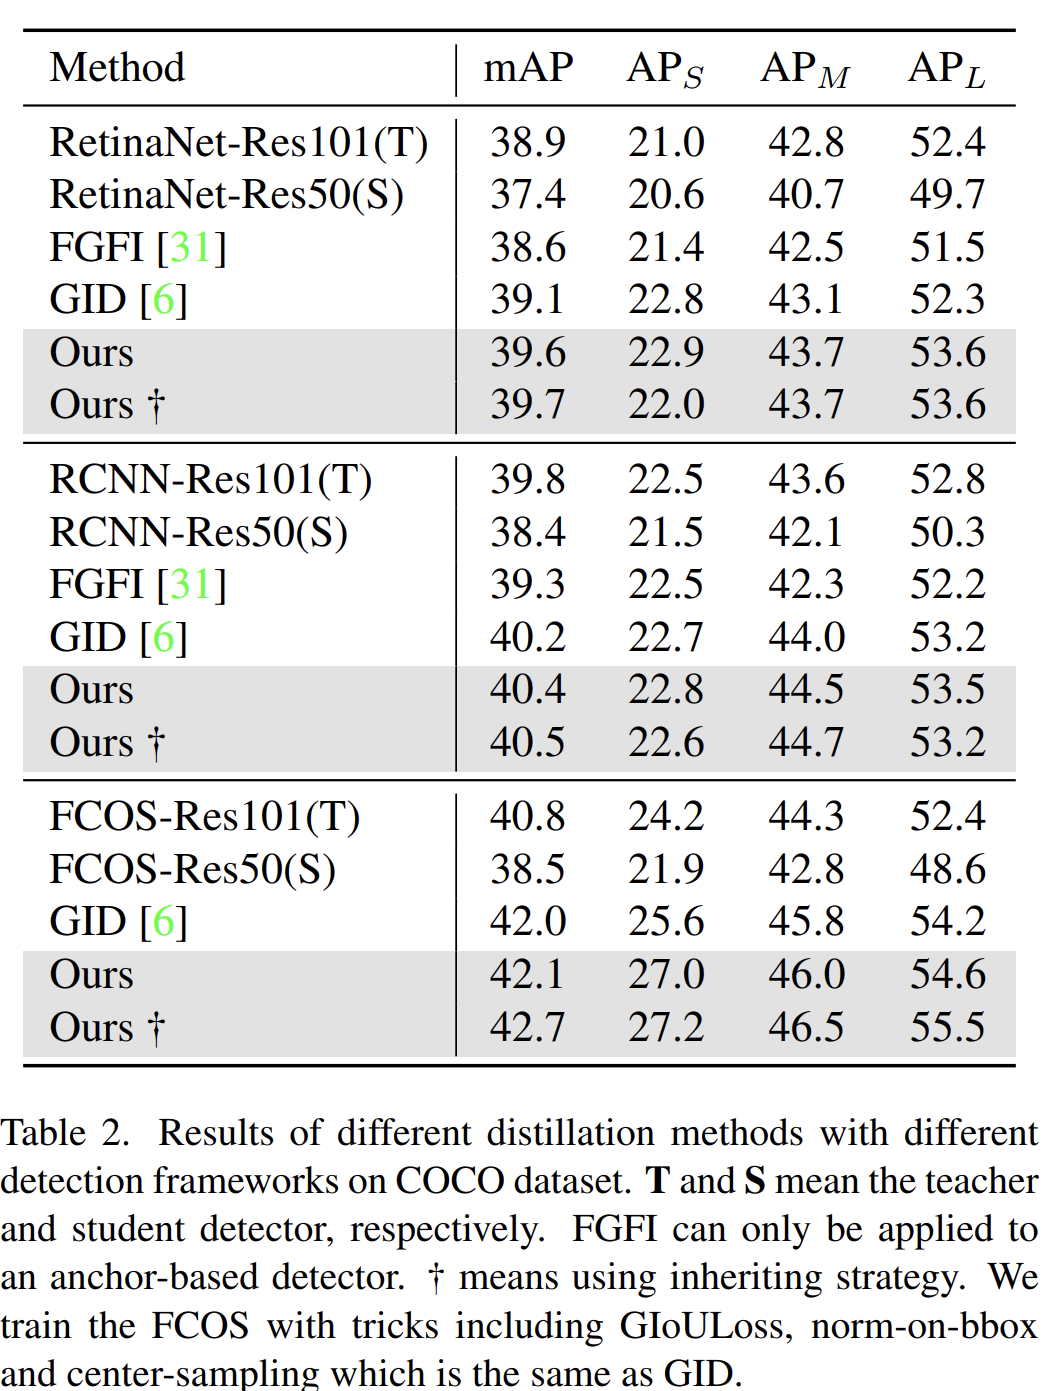 Method mAP AP_S AP_M AP_L
RetinaNet-Res101(T) 38.9 21.0 42.8 52.4
RetinaNet-Res50(S) 37.4 20.6 40.7 49.7
FGFI [31] 38.6 21.4 42.5 51.5
GID [6] 39.1 22.8 43.1 52.3
Ours 39.6 22.9 43.7 53.6
Ours † 39.7 22.0 43.7 53.6
RCNN-Res101(T) 39.8 22.5 43.6 52.8
RCNN-Res50(S) 38.4 21.5 42.1 50.3
FGFI [31] 39.3 22.5 42.3 52.2
GID [6] 40.2 22.7 44.0 53.2
Ours 40.4 22.8 44.5 53.5
Ours † 40.5 22.6 44.7 53.2
FCOS-Res101(T) 40.8 24.2 44.3 52.4
FCOS-Res50(S) 38.5 21.9 42.8 48.6
GID [6] 42.0 25.6 45.8 54.2
Ours 42.1 27.0 46.0 54.6
Ours † 42.7 27.2 46.5 55.5
Table 2. Results of different distillation methods with different
detection frameworks on COCO dataset. T and S mean the teacher
and student detector, respectively. FGFI can only be applied to
an anchor-based detector. † means using inheriting strategy. We
train the FCOS with tricks including GIoULoss, norm-on-bbox
and center-sampling which is the same as GID.